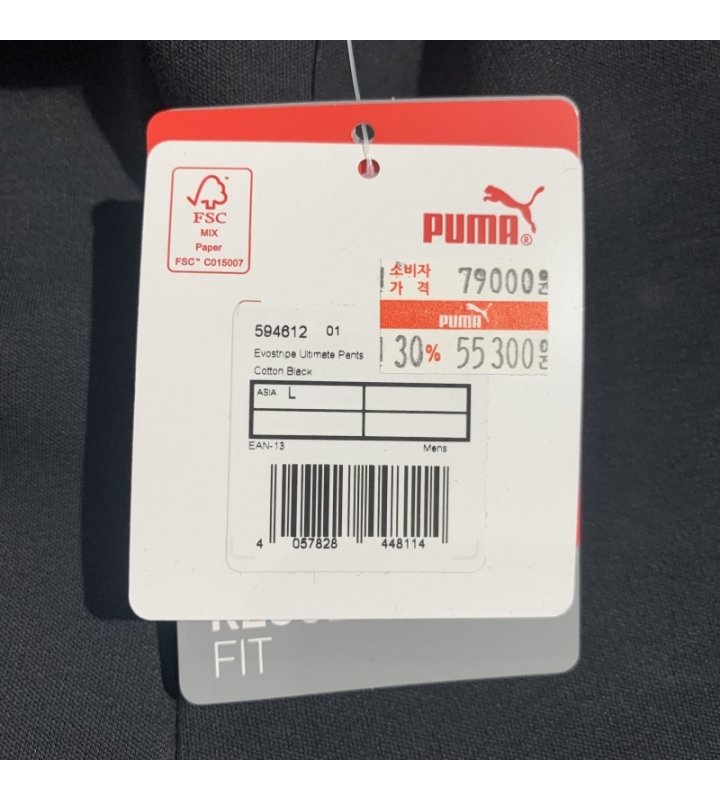 FSC
MIX
Paper
FSC™ C015007
PUMA®
소비자
가 격 79000원
PUMA
30% 55300원
594612 01
Evostripe Ultimate Pants
Cotton Black
ASIA L
EAN-13 Mens
4 057828 448114
FIT